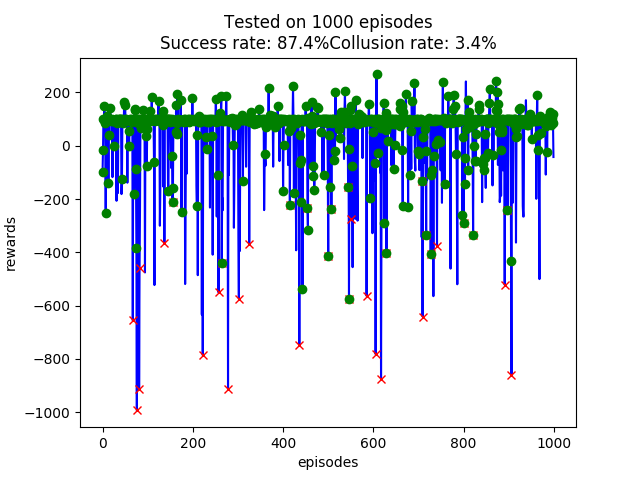 Tested on 1000 episodes
Success rate: 87.4%Collusion rate: 3.4%
rewards
200
0
−200
−400
−600
−800
−1000
0 200 400 600 800 1000
episodes